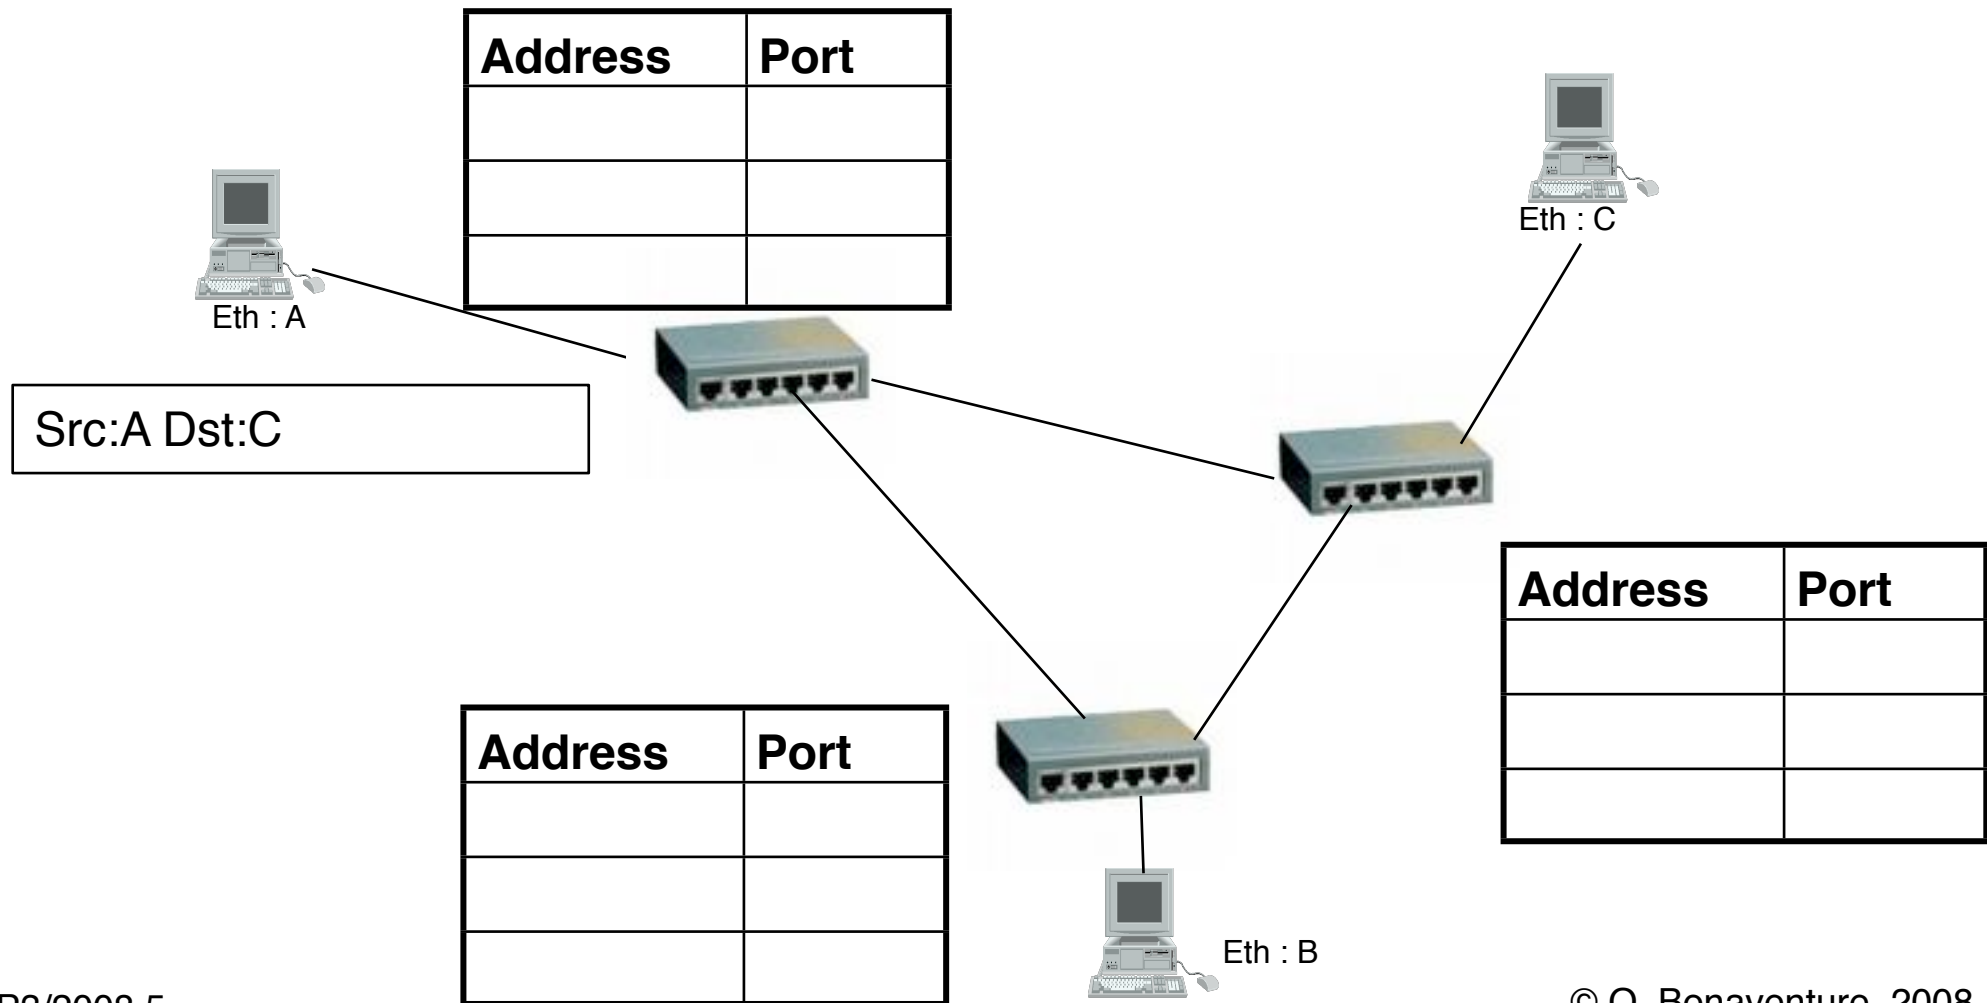 Address Port
Eth : C
Eth : A
Src:A Dst:C
Address Port
Address Port
Eth : B
© O. Bonaventure, 2008